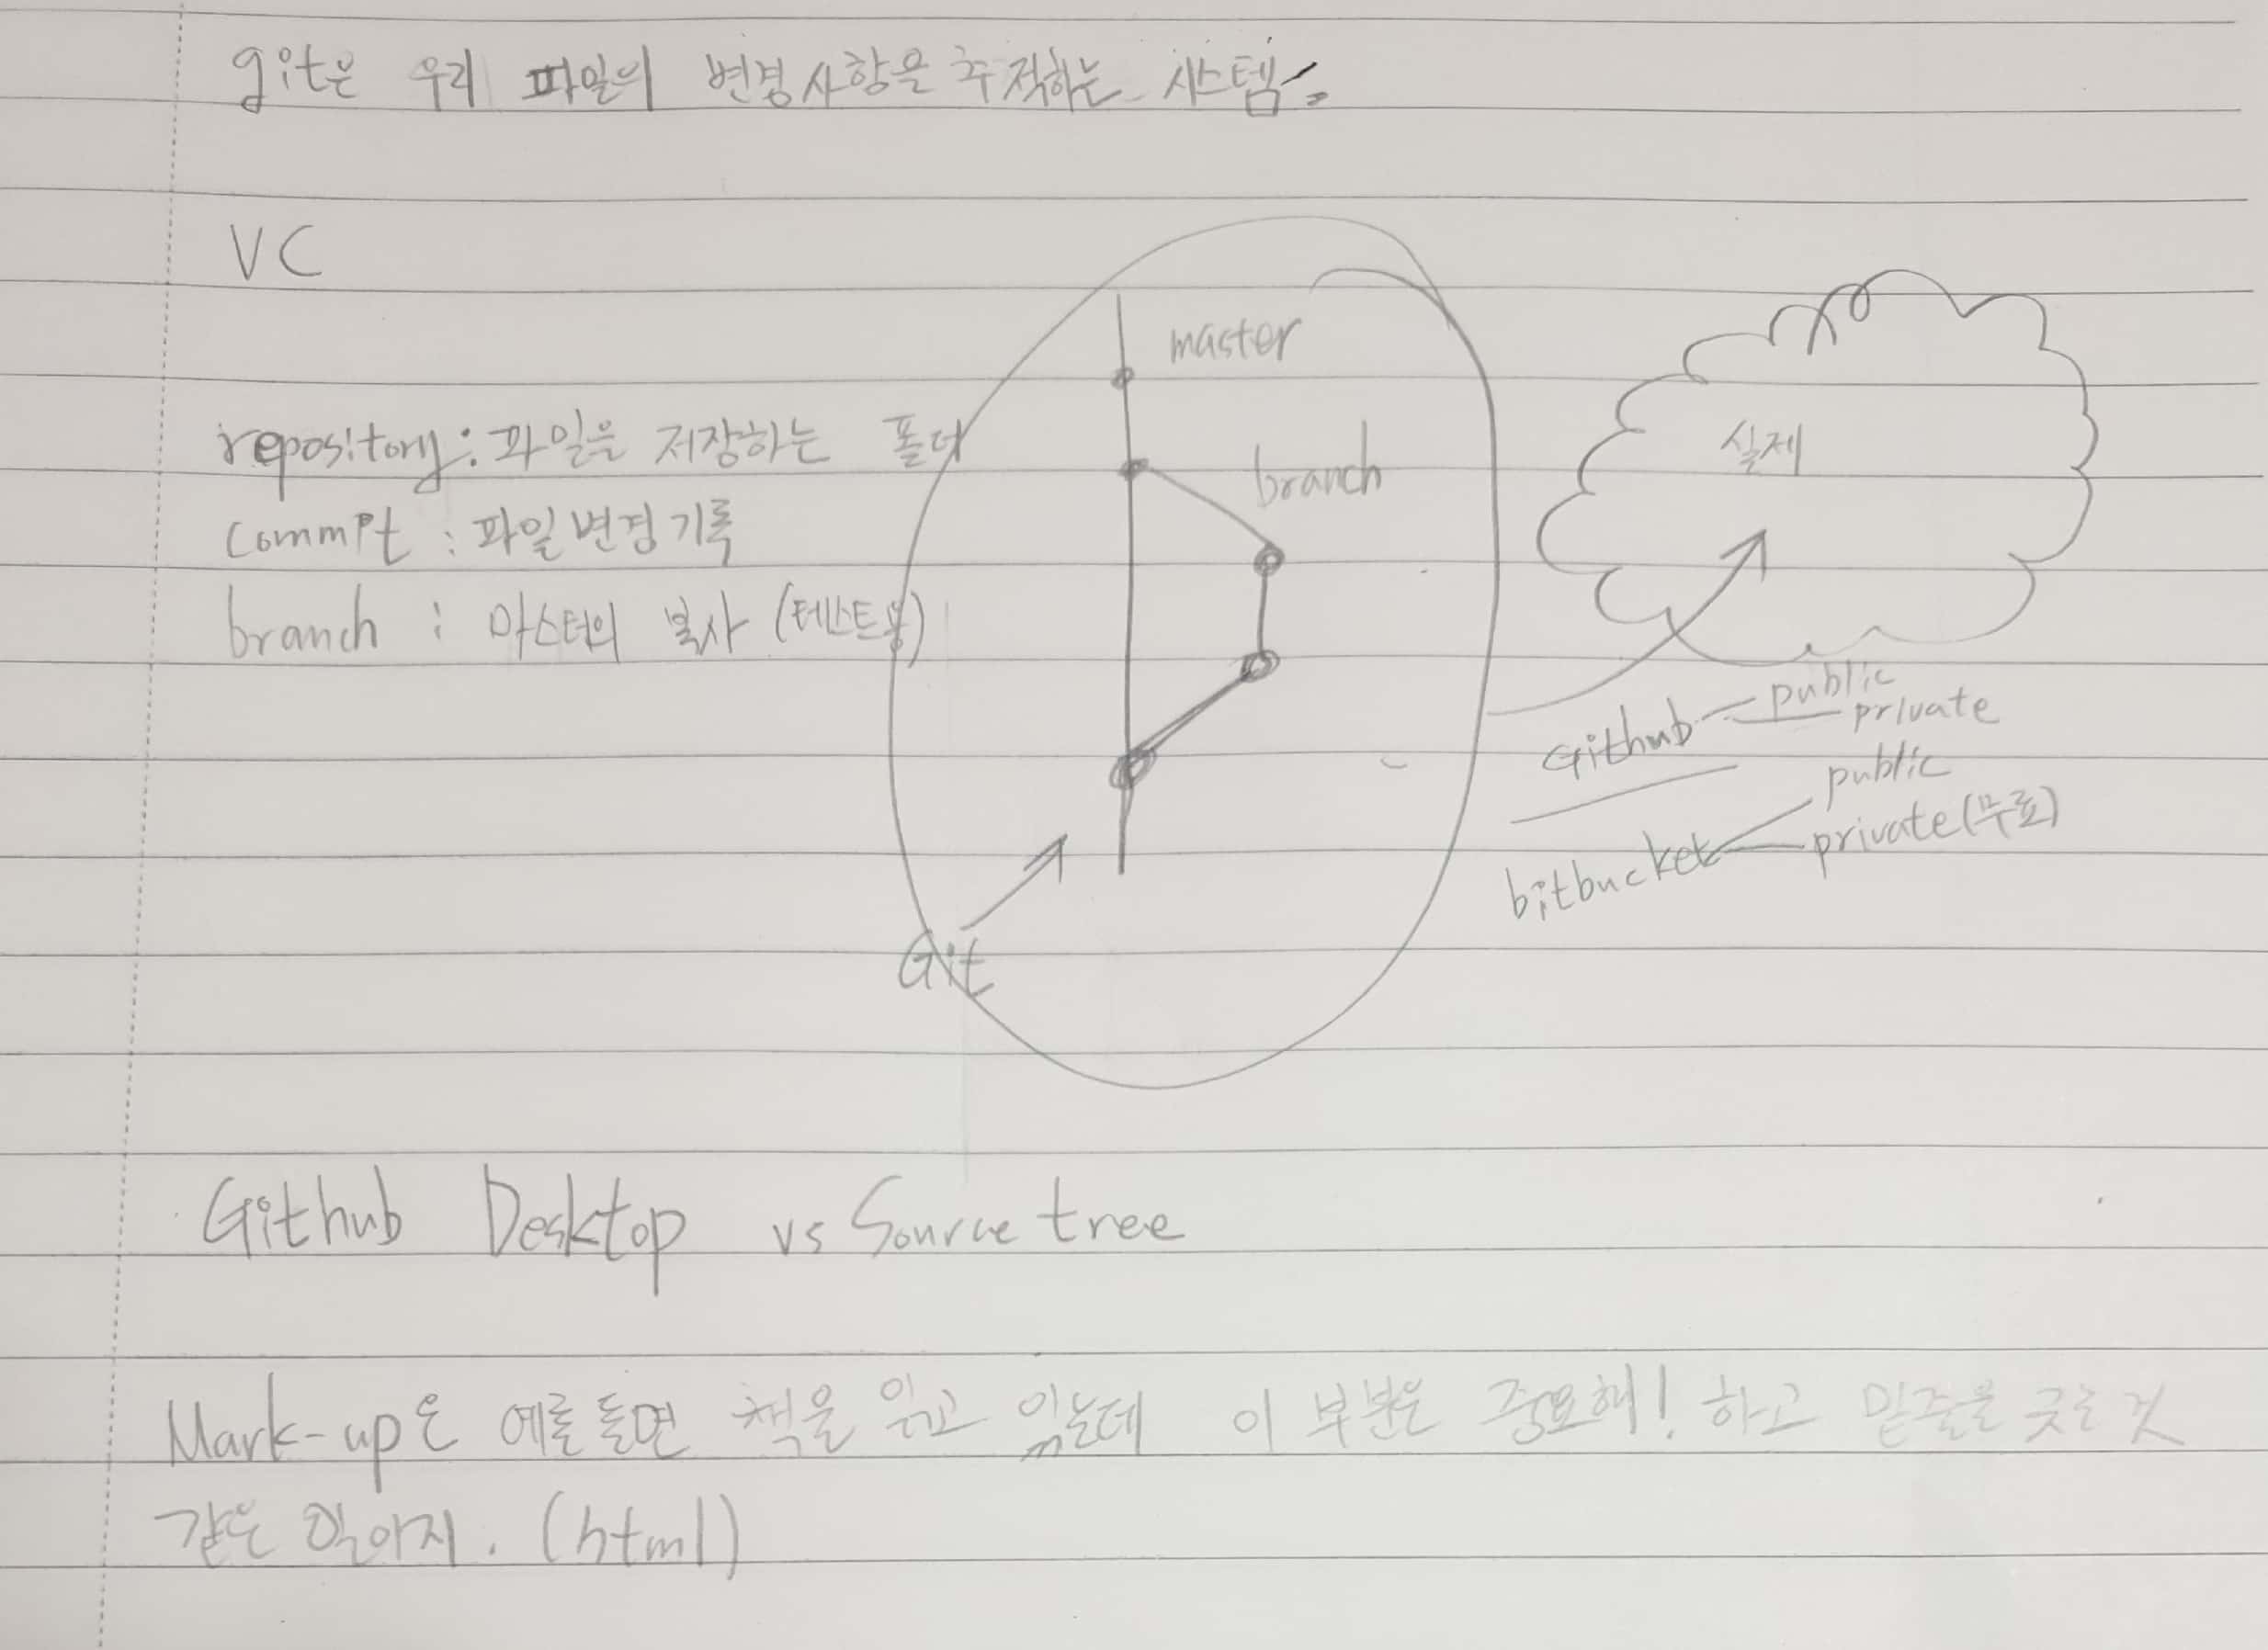 git은 우리 파일의 변경사항을 추적하는 시스템
VC
master
repository : 파일을 저장하는 폴더
branch
실제
commit : 파일변경기록
branch : 마스터의 복사 (테스트용)
Github public
private
bitbucket public
private(무료)
Git
Github Desktop vs Source tree
Mark-up은 예를들면 책을 읽고 있는데 이 부분은 중요해! 하고 밑줄을 긋는 것
같은 의미지. (html)